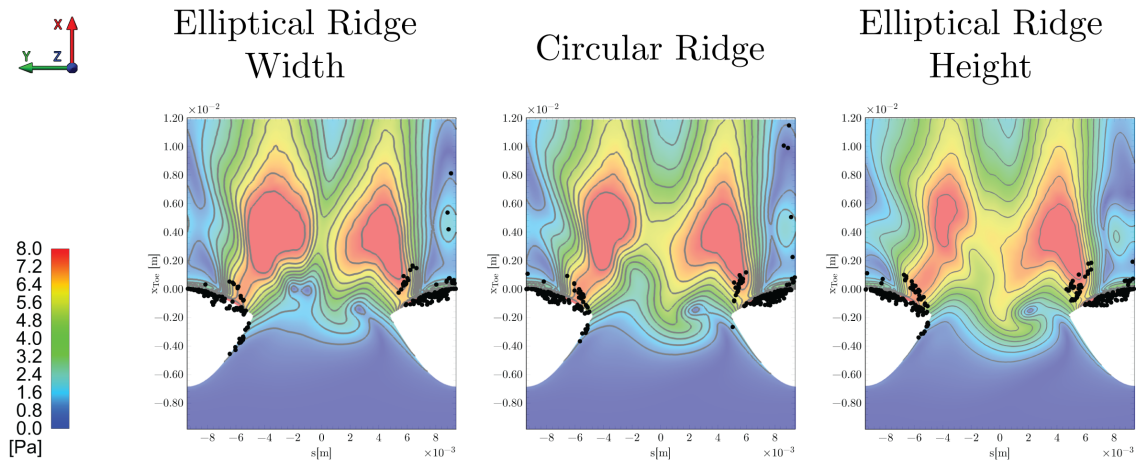 X
Y Z
Elliptical Ridge
Width
Circular Ridge
Elliptical Ridge
Height
×10⁻²
1.20
1.00
0.80
0.60
0.40
0.20
0.00
−0.20
−0.40
−0.60
−0.80
x_Toe [m]
−8 −6 −4 −2 0 2 4 6 8
s[m] ×10⁻³
×10⁻²
1.20
1.00
0.80
0.60
0.40
0.20
0.00
−0.20
−0.40
−0.60
−0.80
x_Toe [m]
−8 −6 −4 −2 0 2 4 6 8
s[m] ×10⁻³
×10⁻²
1.20
1.00
0.80
0.60
0.40
0.20
0.00
−0.20
−0.40
−0.60
−0.80
x_Toe [m]
−8 −6 −4 −2 0 2 4 6 8
s[m] ×10⁻³
8.0
7.2
6.4
5.6
4.8
4.0
3.2
2.4
1.6
0.8
0.0
[Pa]